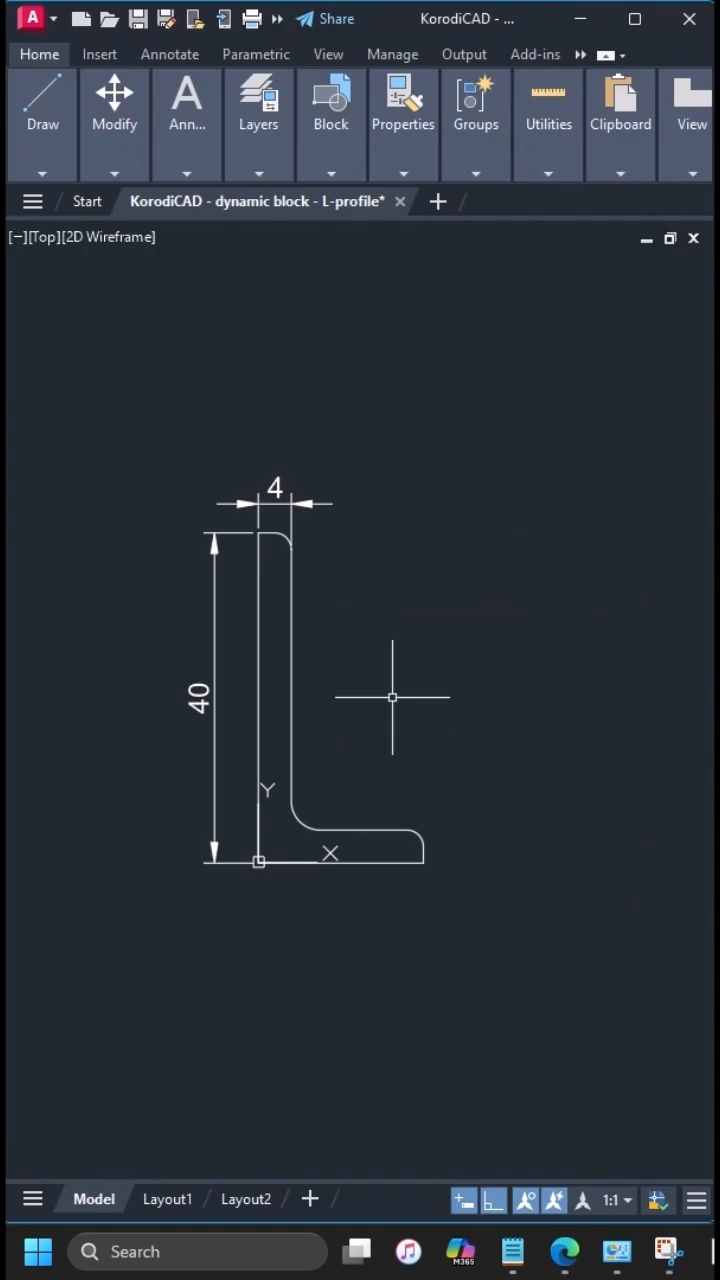 A Share KorodiCAD - ...
Home Insert Annotate Parametric View Manage Output Add-ins
A
Draw Modify Ann... Layers Block Properties Groups Utilities Clipboard View
Start KorodiCAD - dynamic block - L-profile*
[−][Top][2D Wireframe]
4
40
Y
X
Model Layout1 Layout2 1:1
Search
M365